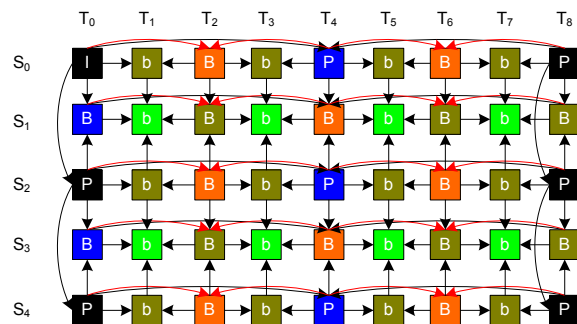 T0 T1 T2 T3 T4 T5 T6 T7 T8
S0 I b B b P b B b P
S1 B b B b B b B b B
S2 P b B b P b B b P
S3 B b B b B b B b B
S4 P b B b P b B b P